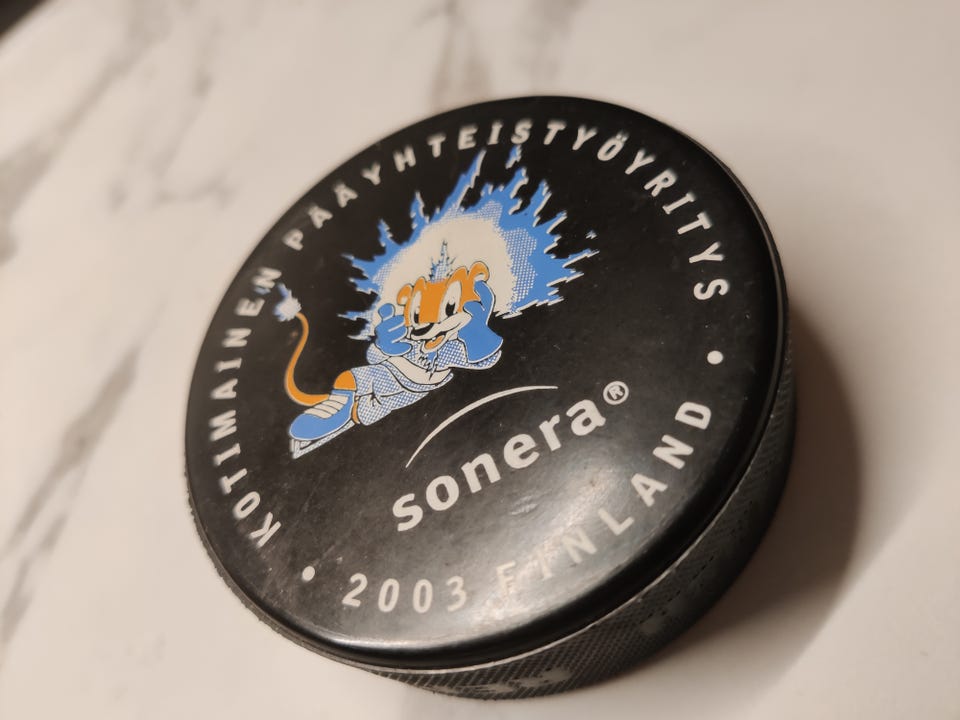 KOTIMAINEN PÄÄYHTEISTYÖYRITYS
sonera®
• 2003 FINLAND •